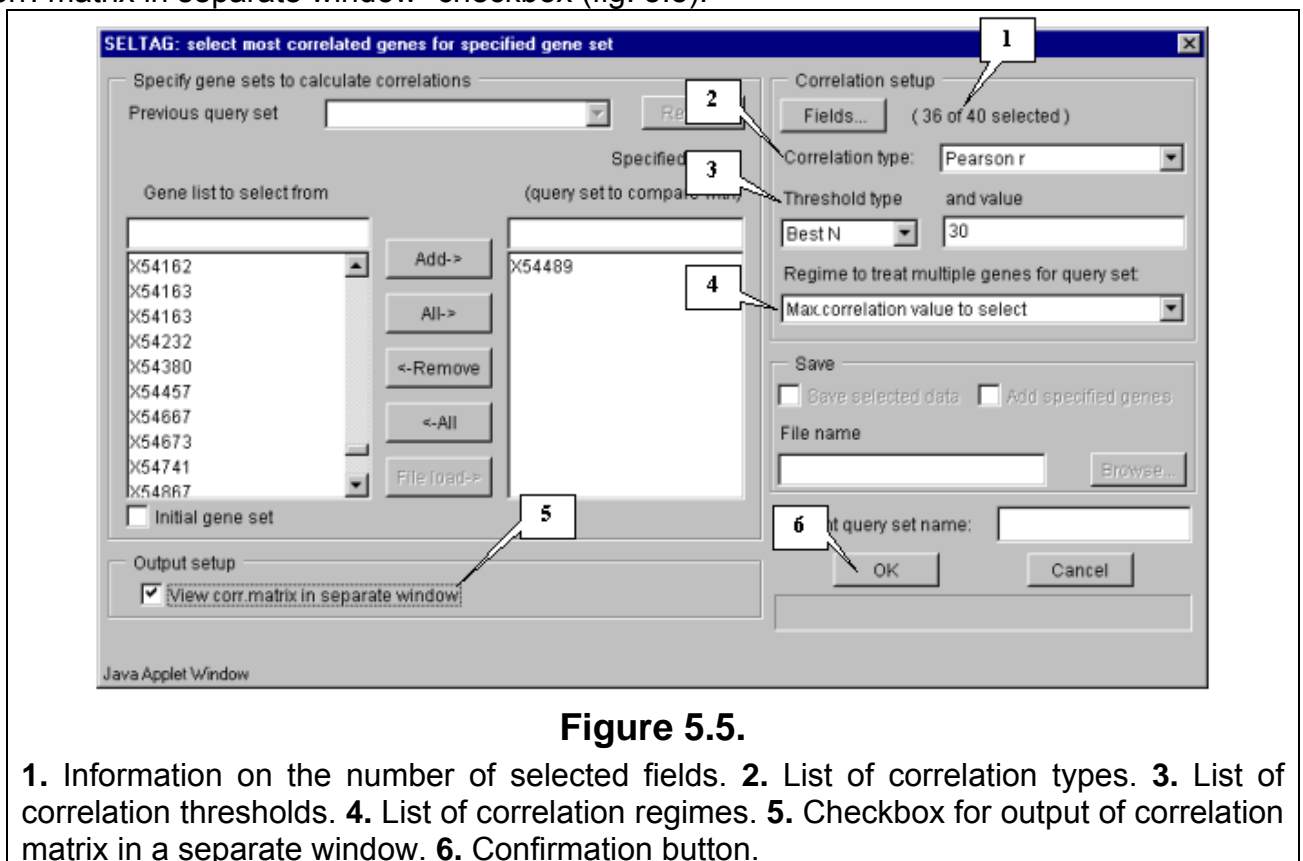 matrix in separate window" checkbox (fig. 5.5).
SELTAG: select most correlated genes for specified gene set
1
Specify gene sets to calculate correlations
Previous query set
Gene list to select from
Specified
(query set to compare with)
X54162
X54163
X54163
X54232
X54380
X54457
X54667
X54673
X54741
X54867
Add->
All->
<-Remove
<-All
File load->
X54489
Initial gene set
5
Output setup
View corr.matrix in separate window
Java Applet Window
Correlation setup
2
Fields...
( 36 of 40 selected )
Correlation type:
Pearson r
3
Threshold type
and value
Best N
30
4
Regime to treat multiple genes for query set:
Max.correlation value to select
Save
Save selected data
Add specified genes
File name
Browse...
6
query set name:
OK
Cancel
Figure 5.5.
1. Information on the number of selected fields. 2. List of correlation types. 3. List of
correlation thresholds. 4. List of correlation regimes. 5. Checkbox for output of correlation
matrix in a separate window. 6. Confirmation button.